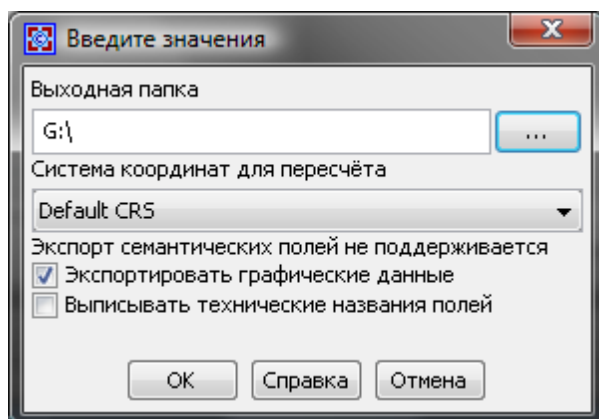 Введите значения
Выходная папка
G:\
...
Система координат для пересчёта
Default CRS
Экспорт семантических полей не поддерживается
Экспортировать графические данные
Выписывать технические названия полей
ОК Справка Отмена